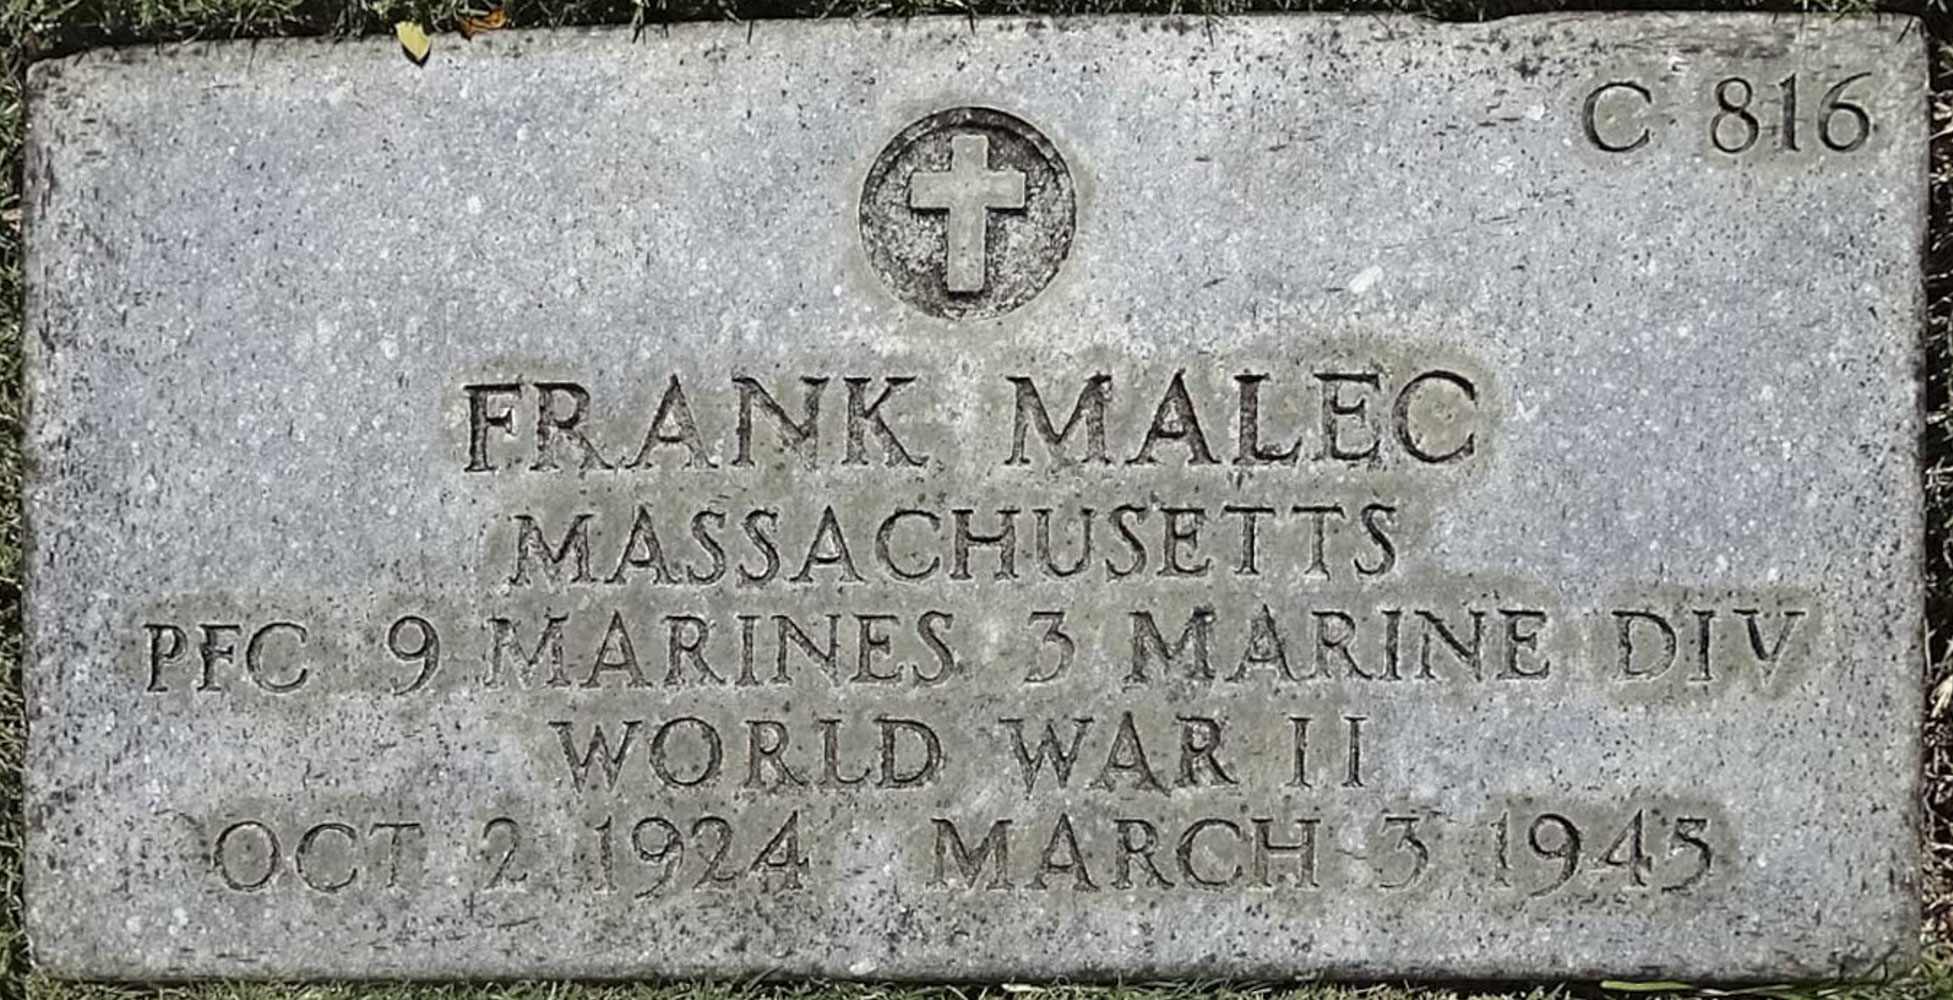 C 816
FRANK MALEC
MASSACHUSETTS
PFC 9 MARINES 3 MARINE DIV
WORLD WAR II
OCT 2 1924 MARCH 3 1945